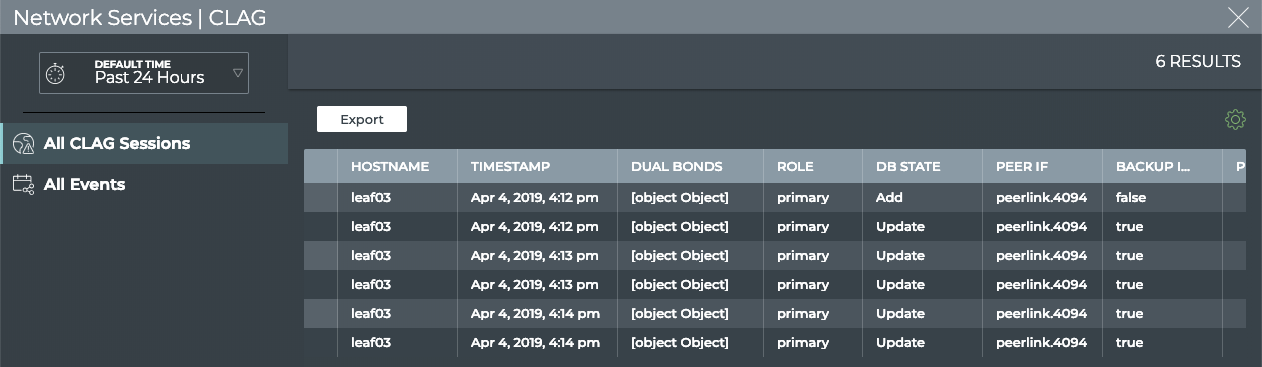 Network Services | CLAG
DEFAULT TIME
Past 24 Hours
6 RESULTS
All CLAG Sessions
All Events
Export
HOSTNAME TIMESTAMP DUAL BONDS ROLE DB STATE PEER IF BACKUP I... P
leaf03 Apr 4, 2019, 4:12 pm [object Object] primary Add peerlink.4094 false
leaf03 Apr 4, 2019, 4:12 pm [object Object] primary Update peerlink.4094 true
leaf03 Apr 4, 2019, 4:13 pm [object Object] primary Update peerlink.4094 true
leaf03 Apr 4, 2019, 4:13 pm [object Object] primary Update peerlink.4094 true
leaf03 Apr 4, 2019, 4:14 pm [object Object] primary Update peerlink.4094 true
leaf03 Apr 4, 2019, 4:14 pm [object Object] primary Update peerlink.4094 true